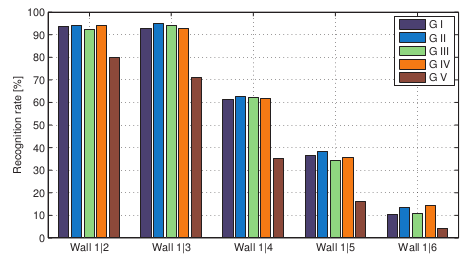 100
90
80
70
60
50
40
30
20
10
0
Recognition rate [%]
G I
G II
G III
G IV
G V
Wall 1|2 Wall 1|3 Wall 1|4 Wall 1|5 Wall 1|6